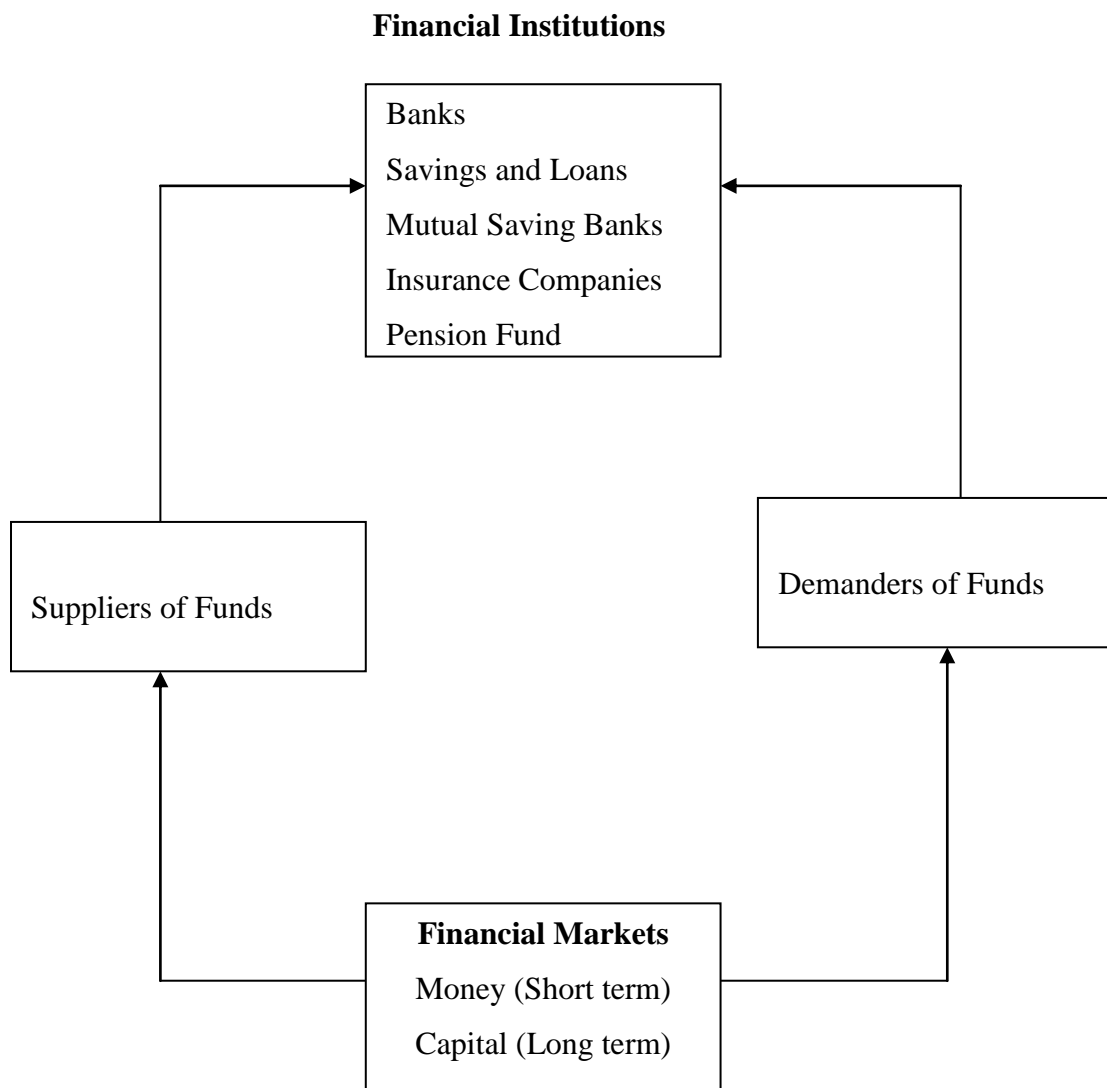 Financial Institutions
Banks
Savings and Loans
Mutual Saving Banks
Insurance Companies
Pension Fund
Suppliers of Funds
Demanders of Funds
Financial Markets
Money (Short term)
Capital (Long term)